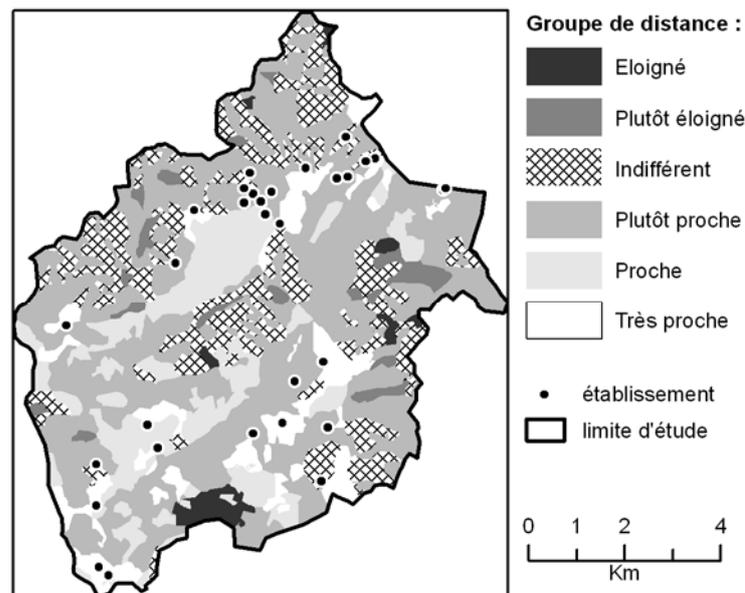 Groupe de distance :
Eloigné
Plutôt éloigné
Indifférent
Plutôt proche
Proche
Très proche
établissement
limite d'étude
0 1 2 4
Km